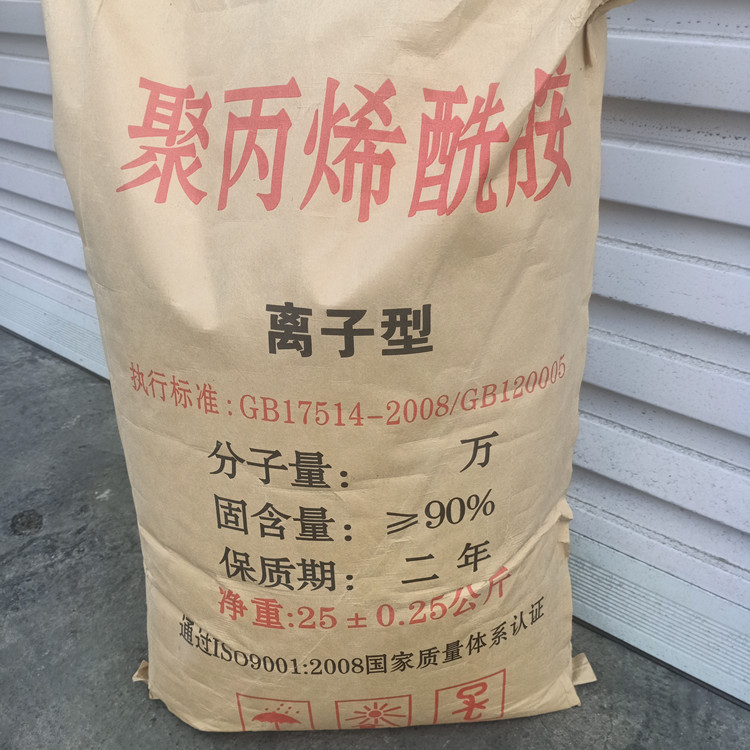 聚丙烯酰胺
离子型
执行标准：GB17514-2008/GB120005
分子量： 万
固含量：≥90%
保质期：二年
净重:25±0.25公斤
通过ISO9001:2008国家质量体系认证